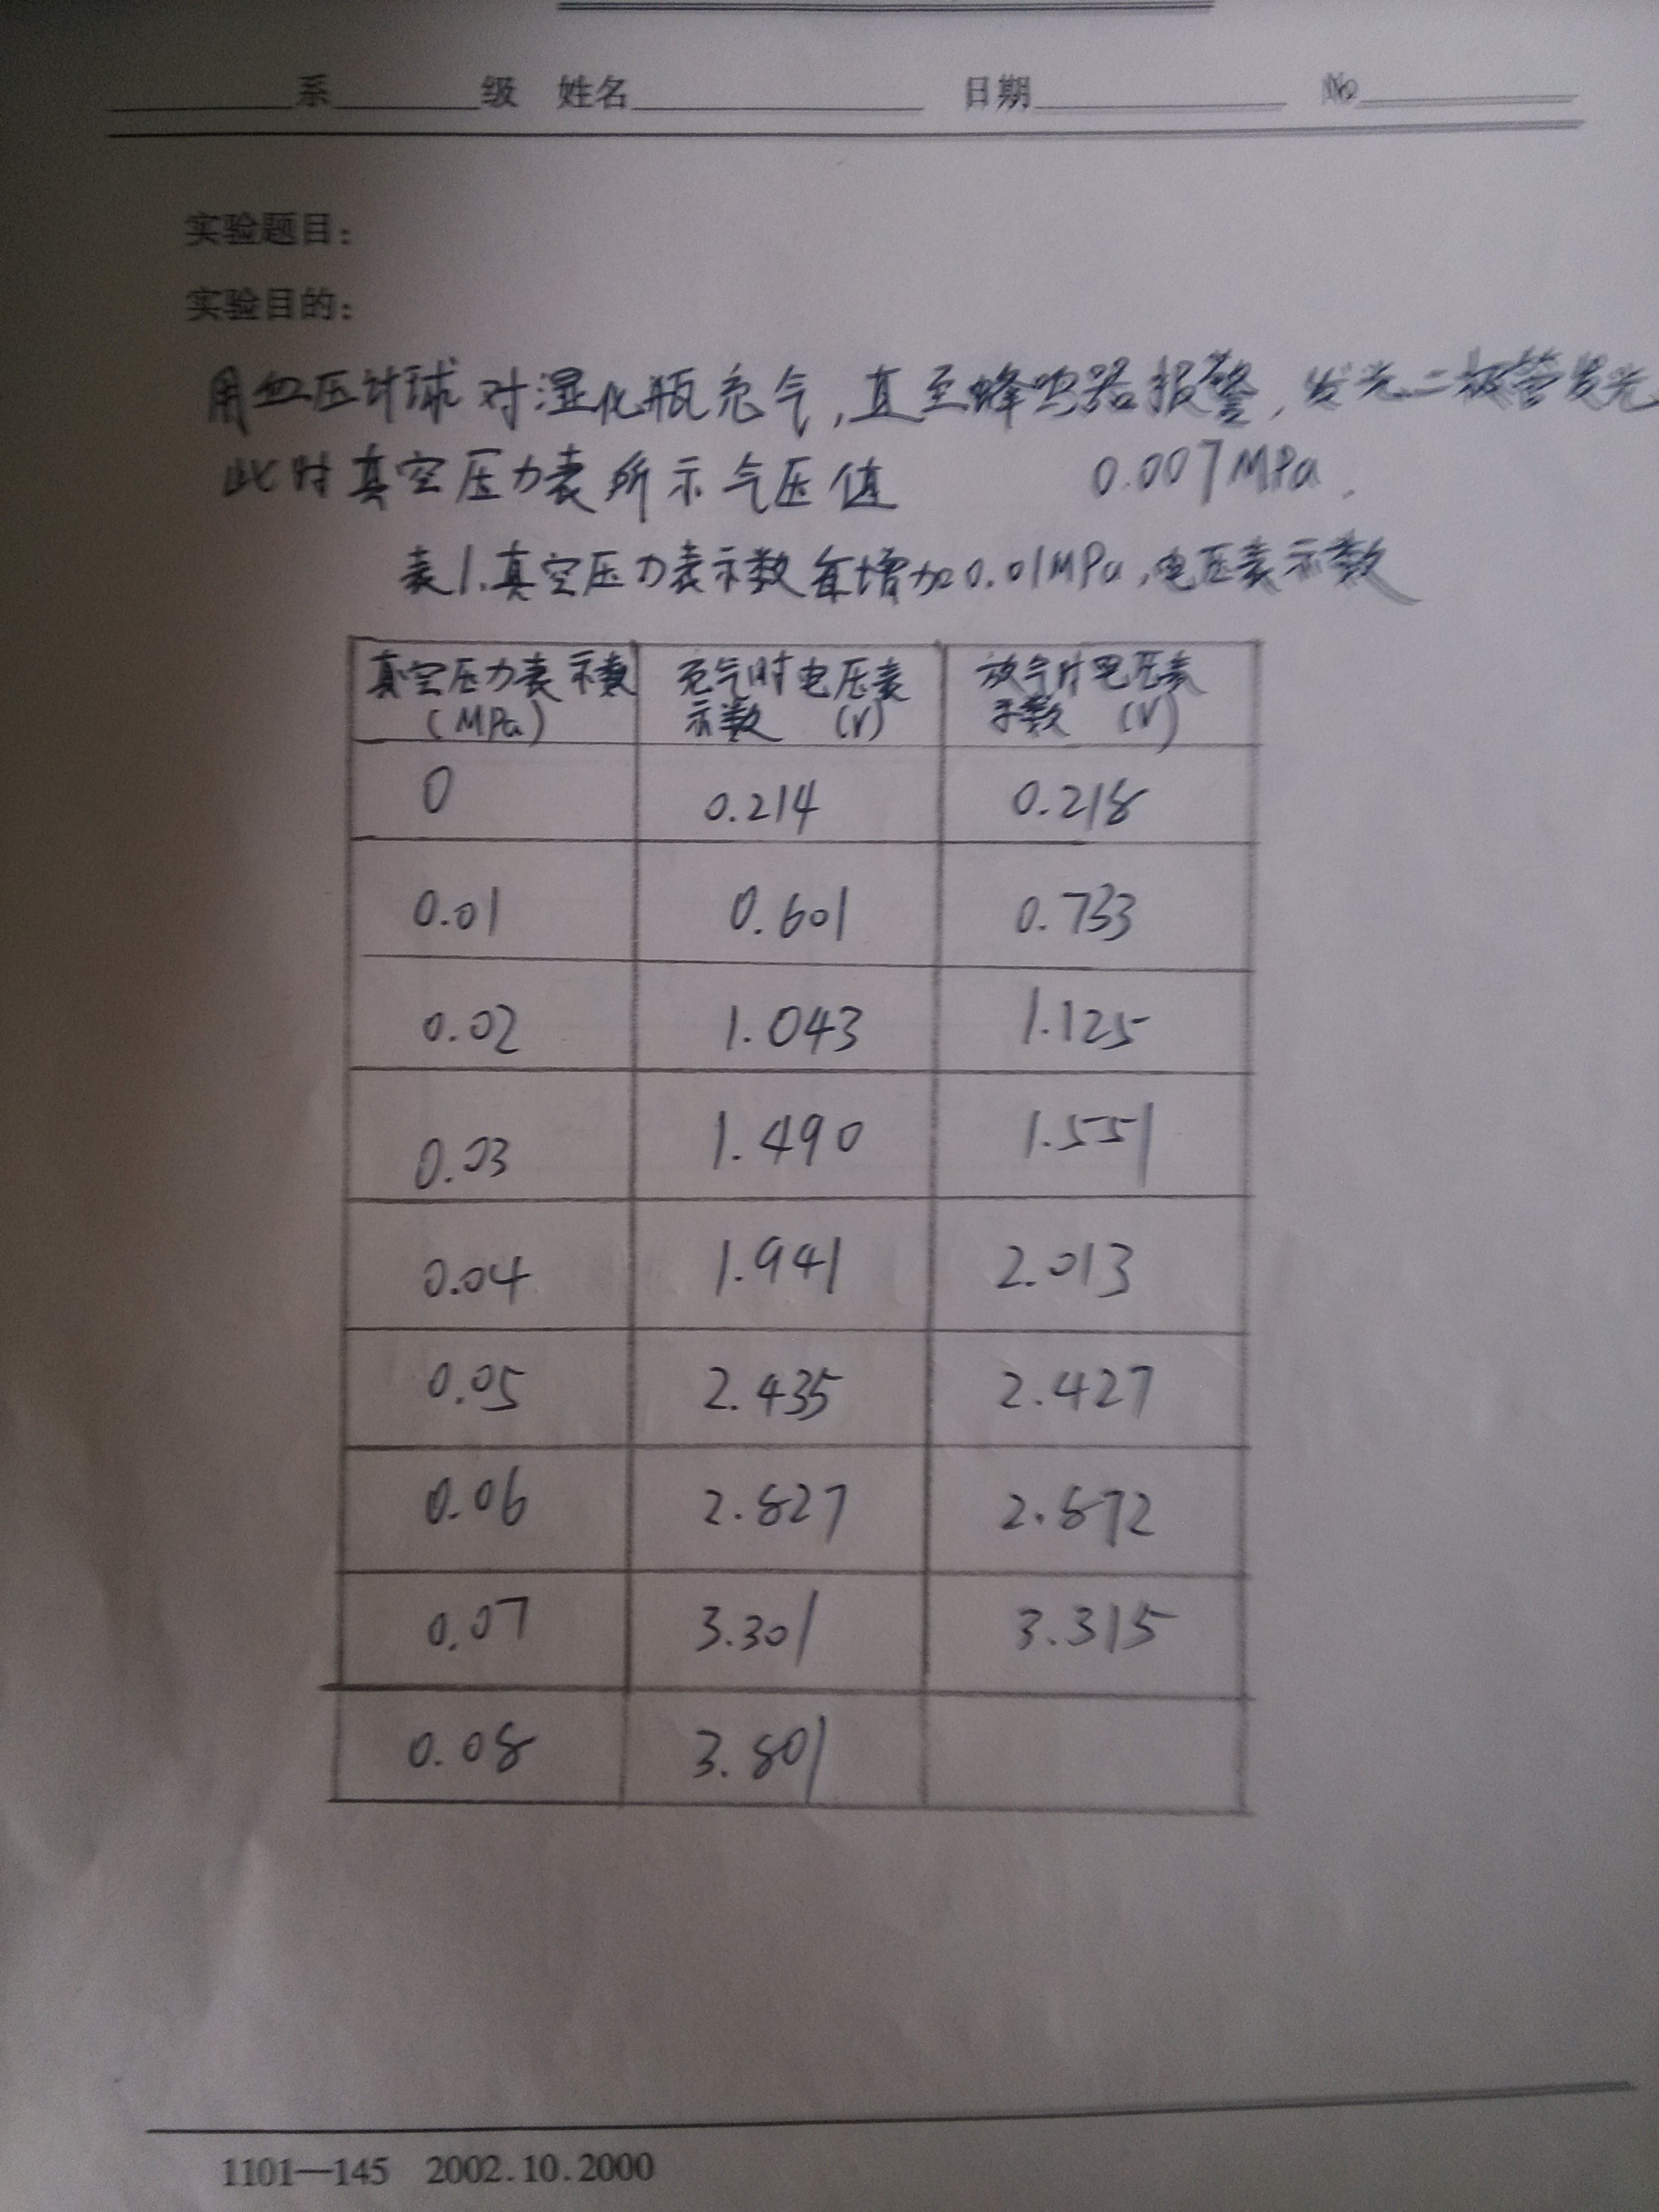 系 级 姓名 日期 №
实验题目：
实验目的：
用血压计球对湿化瓶充气，直至蜂鸣器报警，发光二极管发光
此时真空压力表所示气压值 0.007MPa.
表1.真空压力表示数每增加0.01MPa,电压表示数
真空压力表示数 充气时电压表 放气时电压表
(MPa) 示数 (V) 示数 (V)
0 0.214 0.218
0.01 0.601 0.733
0.02 1.043 1.125
0.03 1.490 1.551
0.04 1.941 2.013
0.05 2.435 2.427
0.06 2.827 2.872
0.07 3.301 3.315
0.08 3.801
1101—145 2002.10.2000